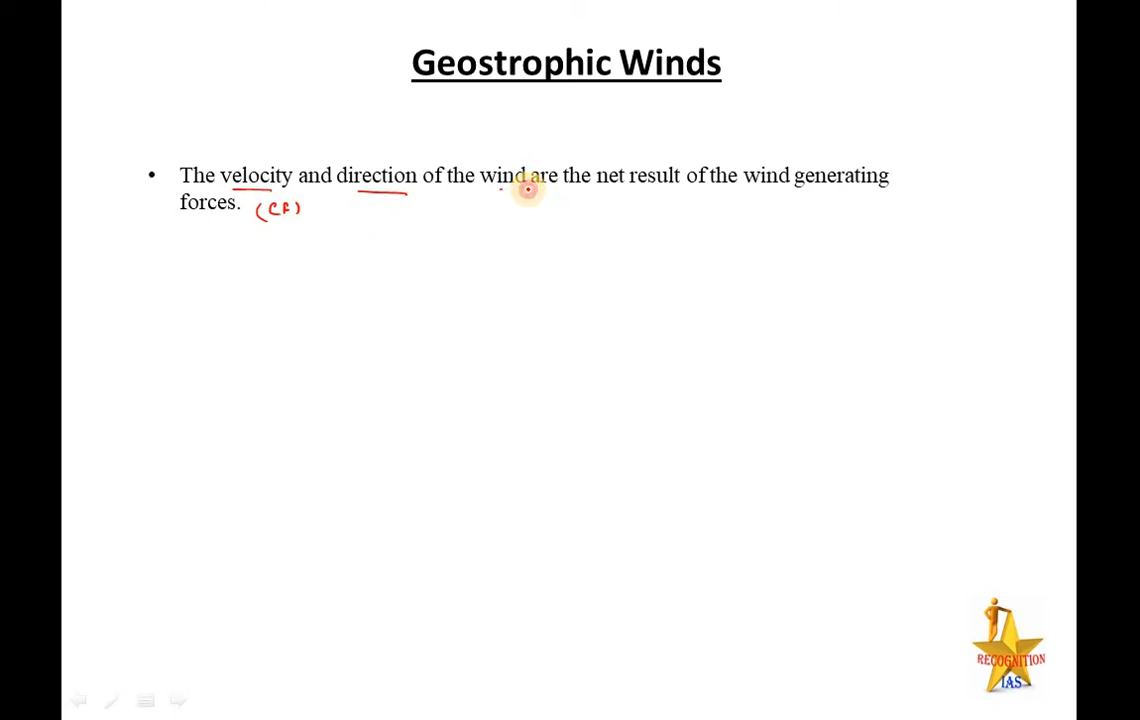 Geostrophic Winds
• The velocity and direction of the wind are the net result of the wind generating
forces. (CF)
RECOGNITION
IAS